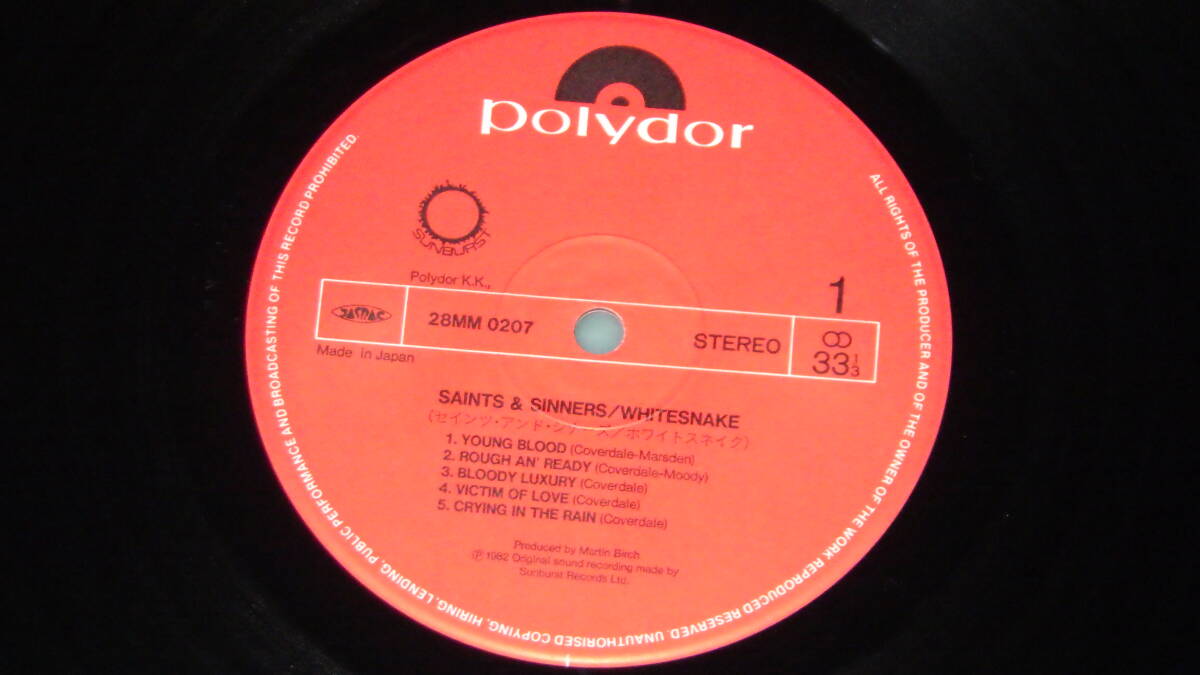 polydor
SUNBURST
Polydor K.K.,
1
JASRAC
28MM 0207
STEREO
33 1/3
Made in Japan
SAINTS & SINNERS/WHITESNAKE
(セインツ・アンド・シナーズ/ホワイトスネイク)
1. YOUNG BLOOD (Coverdale-Marsden)
2. ROUGH AN' READY (Coverdale-Moody)
3. BLOODY LUXURY (Coverdale)
4. VICTIM OF LOVE (Coverdale)
5. CRYING IN THE RAIN (Coverdale)
Produced by Martin Birch
℗ 1982 Original sound recording made by
Sunburst Records Ltd.
ALL RIGHTS OF THE PRODUCER AND OF THE OWNER OF THE WORK REPRODUCED RESERVED. UNAUTHORISED COPYING, HIRING, LENDING, PUBLIC PERFORMANCE AND BROADCASTING OF THIS RECORD PROHIBITED.